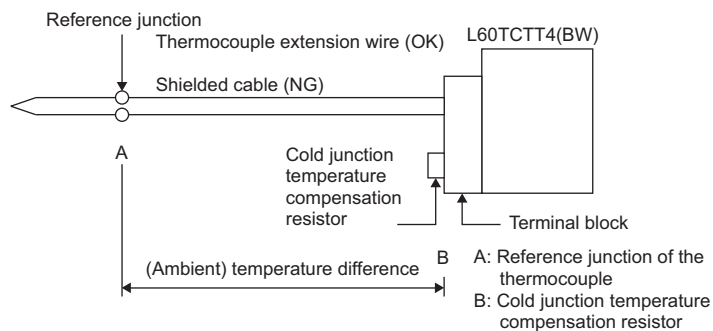 Reference junction
Thermocouple extension wire (OK)
L60TCTT4(BW)
Shielded cable (NG)
A
Cold junction
temperature
compensation
resistor
Terminal block
(Ambient) temperature difference
B
A: Reference junction of the
thermocouple
B: Cold junction temperature
compensation resistor